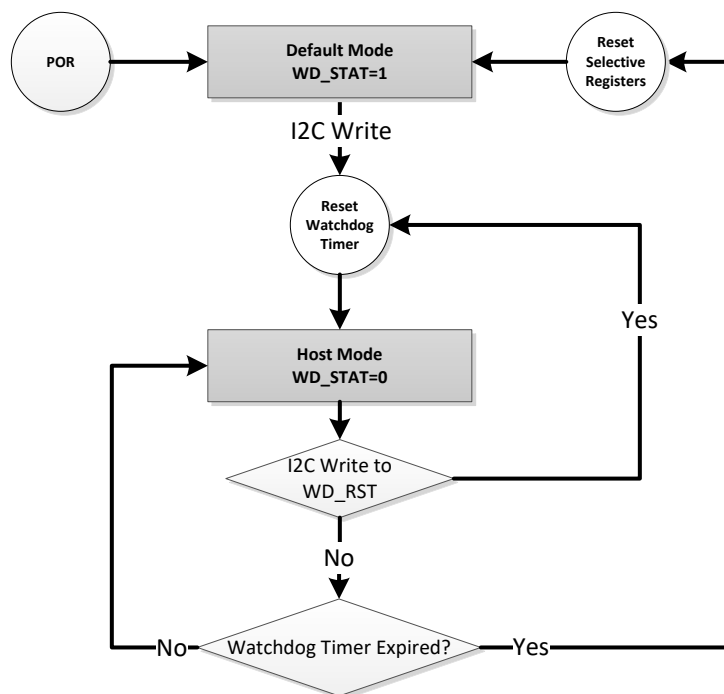 POR
Default Mode
WD_STAT=1
Reset
Selective
Registers
I2C Write
Reset
Watchdog
Timer
Yes
Host Mode
WD_STAT=0
I2C Write to
WD_RST
No
No
Watchdog Timer Expired?
Yes